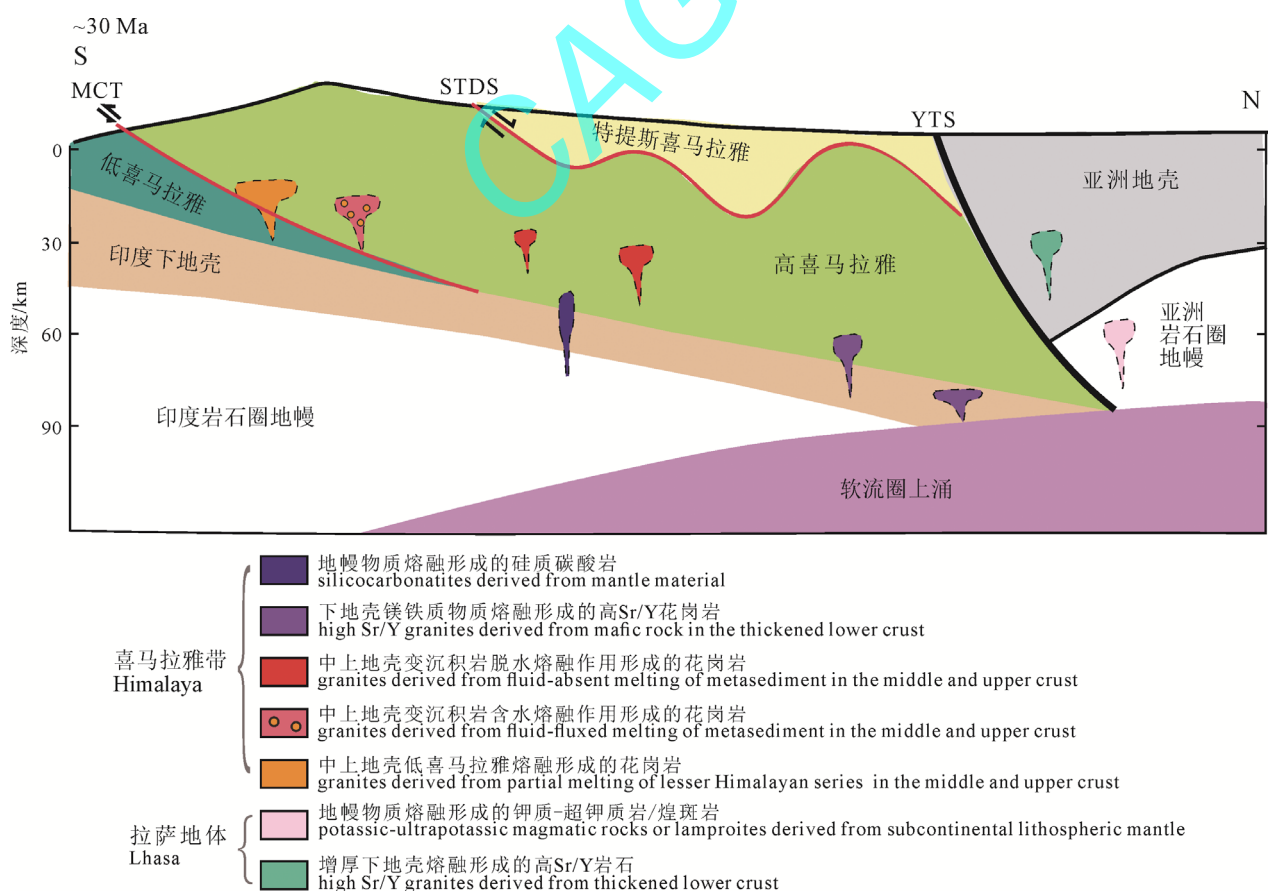 ~30 Ma
S
MCT
STDS
CAG
YTS
N
特提斯喜马拉雅
低喜马拉雅
亚洲地壳
印度下地壳
高喜马拉雅
亚洲
岩石圈
地幔
印度岩石圈地幔
软流圈上涌
深度/km
0
30
60
90
地幔物质熔融形成的硅质碳酸岩
silicocarbonatites derived from mantle material
下地壳镁铁质物质熔融形成的高Sr/Y花岗岩
high Sr/Y granites derived from mafic rock in the thickened lower crust
喜马拉雅带
Himalaya
中上地壳变沉积岩脱水熔融作用形成的花岗岩
granites derived from fluid-absent melting of metasediment in the middle and upper crust
中上地壳变沉积岩含水熔融作用形成的花岗岩
granites derived from fluid-fluxed melting of metasediment in the middle and upper crust
中上地壳低喜马拉雅熔融形成的花岗岩
granites derived from partial melting of lesser Himalayan series in the middle and upper crust
拉萨地体
Lhasa
地幔物质熔融形成的钾质-超钾质岩/煌斑岩
potassic-ultrapotassic magmatic rocks or lamproites derived from subcontinental lithospheric mantle
增厚下地壳熔融形成的高Sr/Y岩石
high Sr/Y granites derived from thickened lower crust